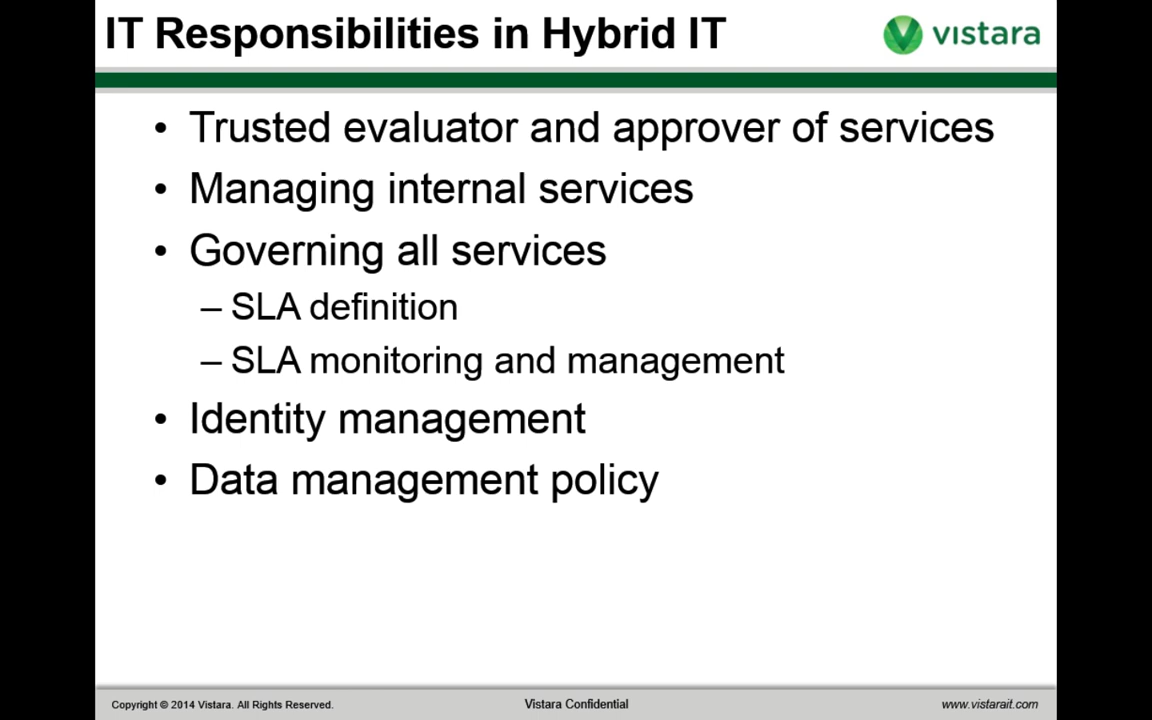 IT Responsibilities in Hybrid IT
vistara
• Trusted evaluator and approver of services
• Managing internal services
• Governing all services
– SLA definition
– SLA monitoring and management
• Identity management
• Data management policy
Copyright © 2014 Vistara. All Rights Reserved.
Vistara Confidential
www.vistarait.com